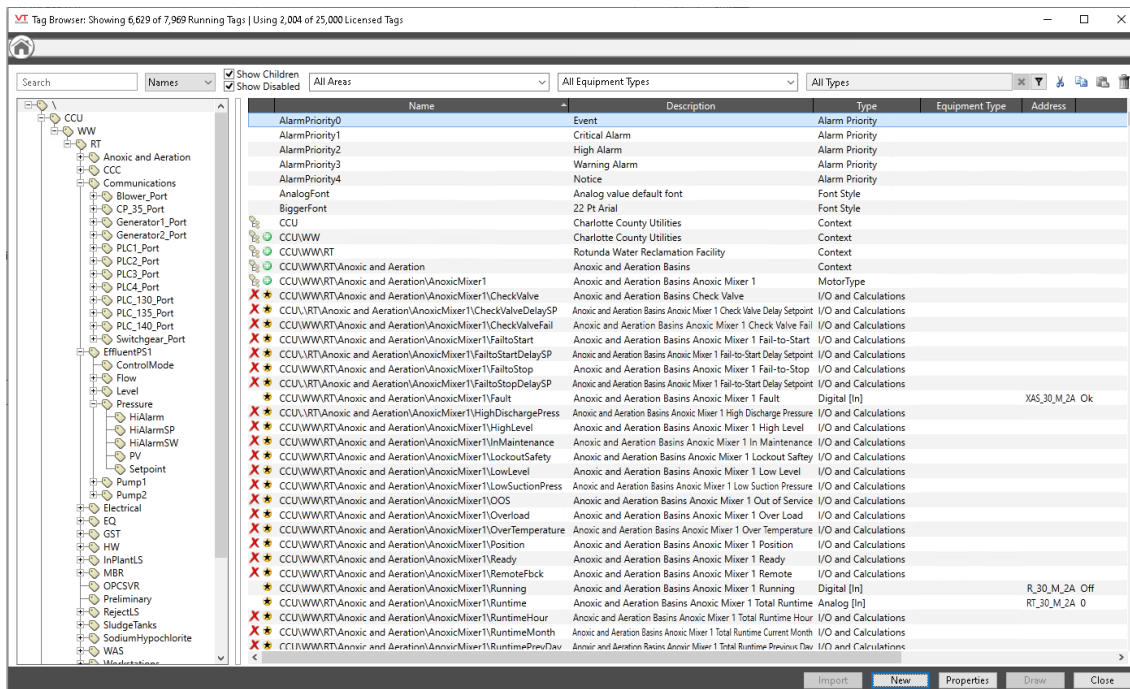 VT Tag Browser: Showing 6,629 of 7,969 Running Tags | Using 2,004 of 25,000 Licensed Tags
Search Names Show Children Show Disabled All Areas All Equipment Types All Types
\
CCU
WW
RT
Anoxic and Aeration
CCC
Communications
Blower_Port
CP_35_Port
Generator1_Port
Generator2_Port
PLC1_Port
PLC2_Port
PLC3_Port
PLC4_Port
PLC_130_Port
PLC_135_Port
PLC_140_Port
Switchgear_Port
EffluentPS1
ControlMode
Flow
Level
Pressure
HiAlarm
HiAlarmSP
HiAlarmSW
PV
Setpoint
Pump1
Pump2
Electrical
EQ
GST
HW
InPlantLS
MBR
OPCSVR
Preliminary
RejectLS
SludgeTanks
SodiumHypochlorite
WAS
Workstations
Name Description Type Equipment Type Address
AlarmPriority0 Event Alarm Priority
AlarmPriority1 Critical Alarm Alarm Priority
AlarmPriority2 High Alarm Alarm Priority
AlarmPriority3 Warning Alarm Alarm Priority
AlarmPriority4 Notice Alarm Priority
AnalogFont Analog value default font Font Style
BiggerFont 22 Pt Arial Font Style
CCU Charlotte County Utilities Context
CCU\WW Charlotte County Utilities Context
CCU\WW\RT Rotunda Water Reclamation Facility Context
CCU\WW\RT\Anoxic and Aeration Anoxic and Aeration Basins Context
CCU\WW\RT\Anoxic and Aeration\AnoxicMixer1 Anoxic and Aeration Basins Anoxic Mixer 1 MotorType
CCU\WW\RT\Anoxic and Aeration\AnoxicMixer1\CheckValve Anoxic and Aeration Basins Check Valve I/O and Calculations
CCU\.\RT\Anoxic and Aeration\AnoxicMixer1\CheckValveDelaySP Anoxic and Aeration Basins Anoxic Mixer 1 Check Valve Delay Setpoint I/O and Calculations
CCU\WW\RT\Anoxic and Aeration\AnoxicMixer1\CheckValveFail Anoxic and Aeration Basins Anoxic Mixer 1 Check Valve Fail I/O and Calculations
CCU\WW\RT\Anoxic and Aeration\AnoxicMixer1\FailtoStart Anoxic and Aeration Basins Anoxic Mixer 1 Fail-to-Start I/O and Calculations
CCU\.\RT\Anoxic and Aeration\AnoxicMixer1\FailtoStartDelaySP Anoxic and Aeration Basins Anoxic Mixer 1 Fail-to-Start Delay Setpoint I/O and Calculations
CCU\WW\RT\Anoxic and Aeration\AnoxicMixer1\FailtoStop Anoxic and Aeration Basins Anoxic Mixer 1 Fail-to-Stop I/O and Calculations
CCU\.\RT\Anoxic and Aeration\AnoxicMixer1\FailtoStopDelaySP Anoxic and Aeration Basins Anoxic Mixer 1 Fail-to-Start Delay Setpoint I/O and Calculations
CCU\WW\RT\Anoxic and Aeration\AnoxicMixer1\Fault Anoxic and Aeration Basins Anoxic Mixer 1 Fault Digital [In] XAS_30_M_2A Ok
CCU\.\RT\Anoxic and Aeration\AnoxicMixer1\HighDischargePress Anoxic and Aeration Basins Anoxic Mixer 1 High Discharge Pressure I/O and Calculations
CCU\WW\RT\Anoxic and Aeration\AnoxicMixer1\HighLevel Anoxic and Aeration Basins Anoxic Mixer 1 High Level I/O and Calculations
CCU\WW\RT\Anoxic and Aeration\AnoxicMixer1\InMaintenance Anoxic and Aeration Basins Anoxic Mixer 1 In Maintenance I/O and Calculations
CCU\WW\RT\Anoxic and Aeration\AnoxicMixer1\LockoutSafety Anoxic and Aeration Basins Anoxic Mixer 1 Lockout Saftey I/O and Calculations
CCU\WW\RT\Anoxic and Aeration\AnoxicMixer1\LowLevel Anoxic and Aeration Basins Anoxic Mixer 1 Low Level I/O and Calculations
CCU\WW\RT\Anoxic and Aeration\AnoxicMixer1\LowSuctionPress Anoxic and Aeration Basins Anoxic Mixer 1 Low Suction Pressure I/O and Calculations
CCU\WW\RT\Anoxic and Aeration\AnoxicMixer1\OOS Anoxic and Aeration Basins Anoxic Mixer 1 Out of Service I/O and Calculations
CCU\WW\RT\Anoxic and Aeration\AnoxicMixer1\Overload Anoxic and Aeration Basins Anoxic Mixer 1 Over Load I/O and Calculations
CCU\WW\RT\Anoxic and Aeration\AnoxicMixer1\OverTemperature Anoxic and Aeration Basins Anoxic Mixer 1 Over Temperature I/O and Calculations
CCU\WW\RT\Anoxic and Aeration\AnoxicMixer1\Position Anoxic and Aeration Basins Anoxic Mixer 1 Position I/O and Calculations
CCU\WW\RT\Anoxic and Aeration\AnoxicMixer1\Ready Anoxic and Aeration Basins Anoxic Mixer 1 Ready I/O and Calculations
CCU\WW\RT\Anoxic and Aeration\AnoxicMixer1\RemoteFbck Anoxic and Aeration Basins Anoxic Mixer 1 Remote I/O and Calculations
CCU\WW\RT\Anoxic and Aeration\AnoxicMixer1\Running Anoxic and Aeration Basins Anoxic Mixer 1 Running Digital [In] R_30_M_2A Off
CCU\WW\RT\Anoxic and Aeration\AnoxicMixer1\Runtime Anoxic and Aeration Basins Anoxic Mixer 1 Total Runtime Analog [In] RT_30_M_2A 0
CCU\WW\RT\Anoxic and Aeration\AnoxicMixer1\RuntimeHour Anoxic and Aeration Basins Anoxic Mixer 1 Total Runtime Hour I/O and Calculations
CCU\WW\RT\Anoxic and Aeration\AnoxicMixer1\RuntimeMonth Anoxic and Aeration Basins Anoxic Mixer 1 Total Runtime Current Month I/O and Calculations
CCU\WW\RT\Anoxic and Aeration\AnoxicMixer1\RuntimePrevDay Anoxic and Aeration Basins Anoxic Mixer 1 Total Runtime Previous Day I/O and Calculations
Import New Properties Draw Close